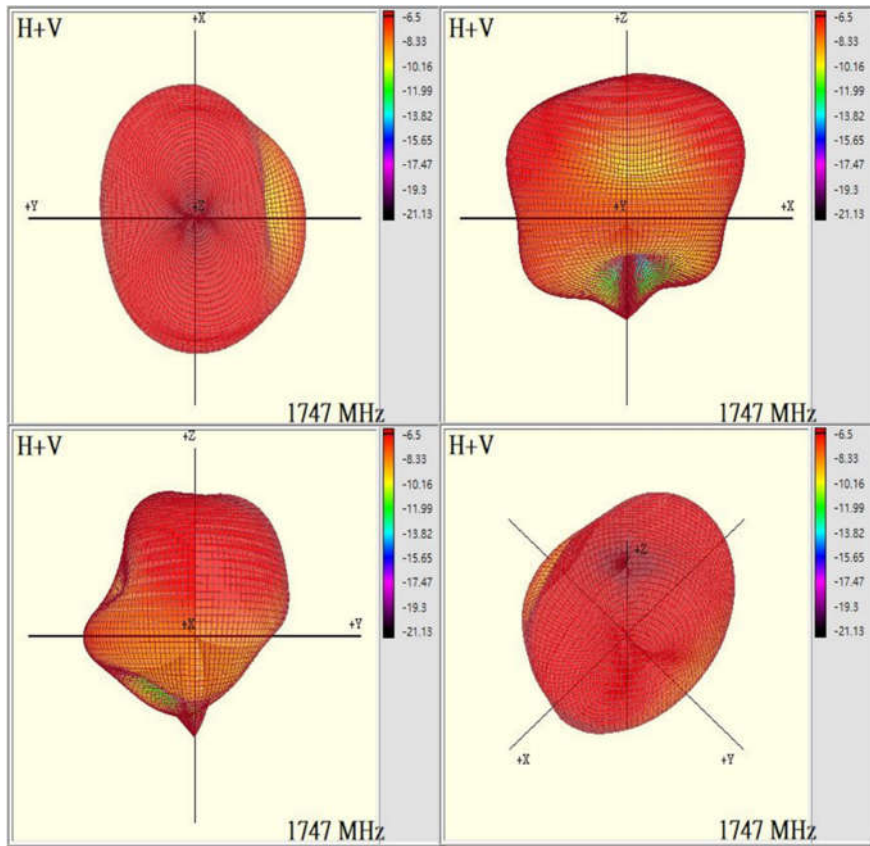 H+V
+X
+Y
+Z
-6.5
-8.33
-10.16
-11.99
-13.82
-15.65
-17.47
-19.3
-21.13
1747 MHz
H+V
+Z
+Y
+X
-6.5
-8.33
-10.16
-11.99
-13.82
-15.65
-17.47
-19.3
-21.13
1747 MHz
H+V
+Z
+X
+Y
-6.5
-8.33
-10.16
-11.99
-13.82
-15.65
-17.47
-19.3
-21.13
1747 MHz
H+V
+Z
+X
+Y
-6.5
-8.33
-10.16
-11.99
-13.82
-15.65
-17.47
-19.3
-21.13
1747 MHz